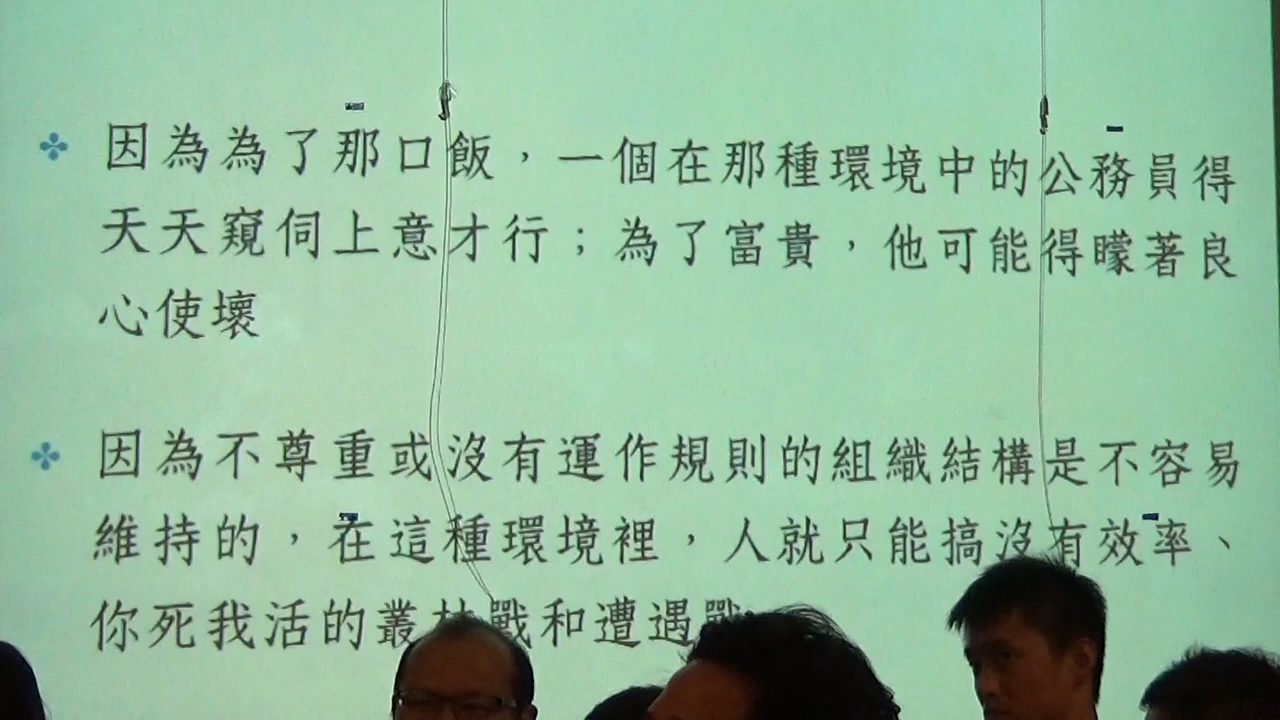 因為為了那口飯，一個在那種環境中的公務員得
天天窺伺上意才行；為了富貴，他可能得矇著良
心使壞
因為不尊重或沒有運作規則的組織結構是不容易
維持的，在這種環境裡，人就只能搞沒有效率、
你死我活的叢林戰和遭遇戰